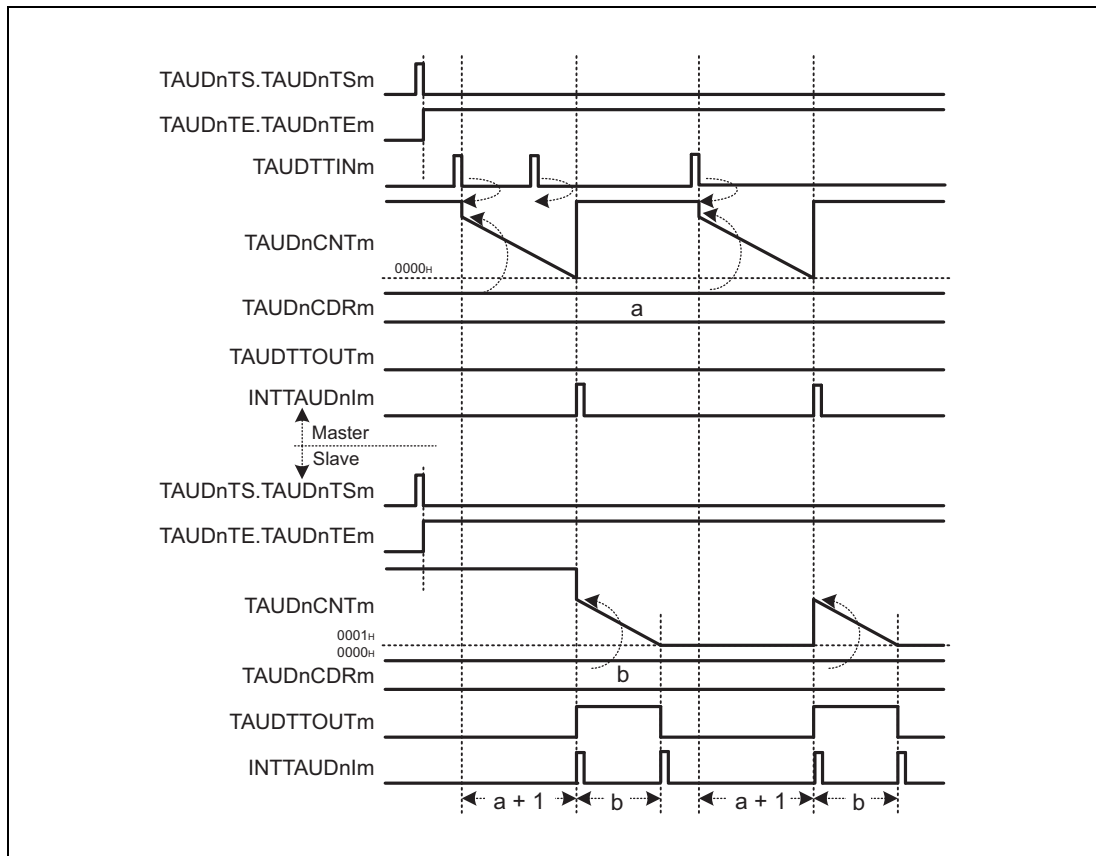 TAUDnTS.TAUDnTSm
TAUDnTE.TAUDnTEm
TAUDTTINm
TAUDnCNTm
0000H
TAUDnCDRm
a
TAUDTTOUTm
INTTAUDnIm
Master
Slave
TAUDnTS.TAUDnTSm
TAUDnTE.TAUDnTEm
TAUDnCNTm
0001H
0000H
TAUDnCDRm
b
TAUDTTOUTm
INTTAUDnIm
a + 1 b a + 1 b